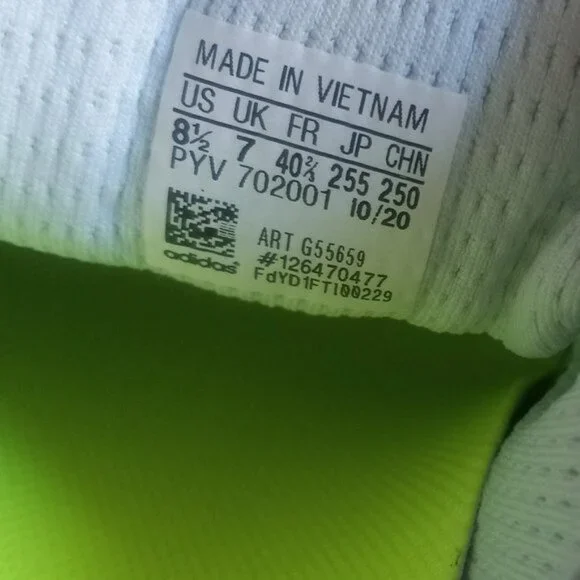 MADE IN VIETNAM
US UK FR JP CHN
8½ 7 40⅔ 255 250
PYV 702001 10/20
ART G55659
#126470477
adidas FdYD1FTI00229